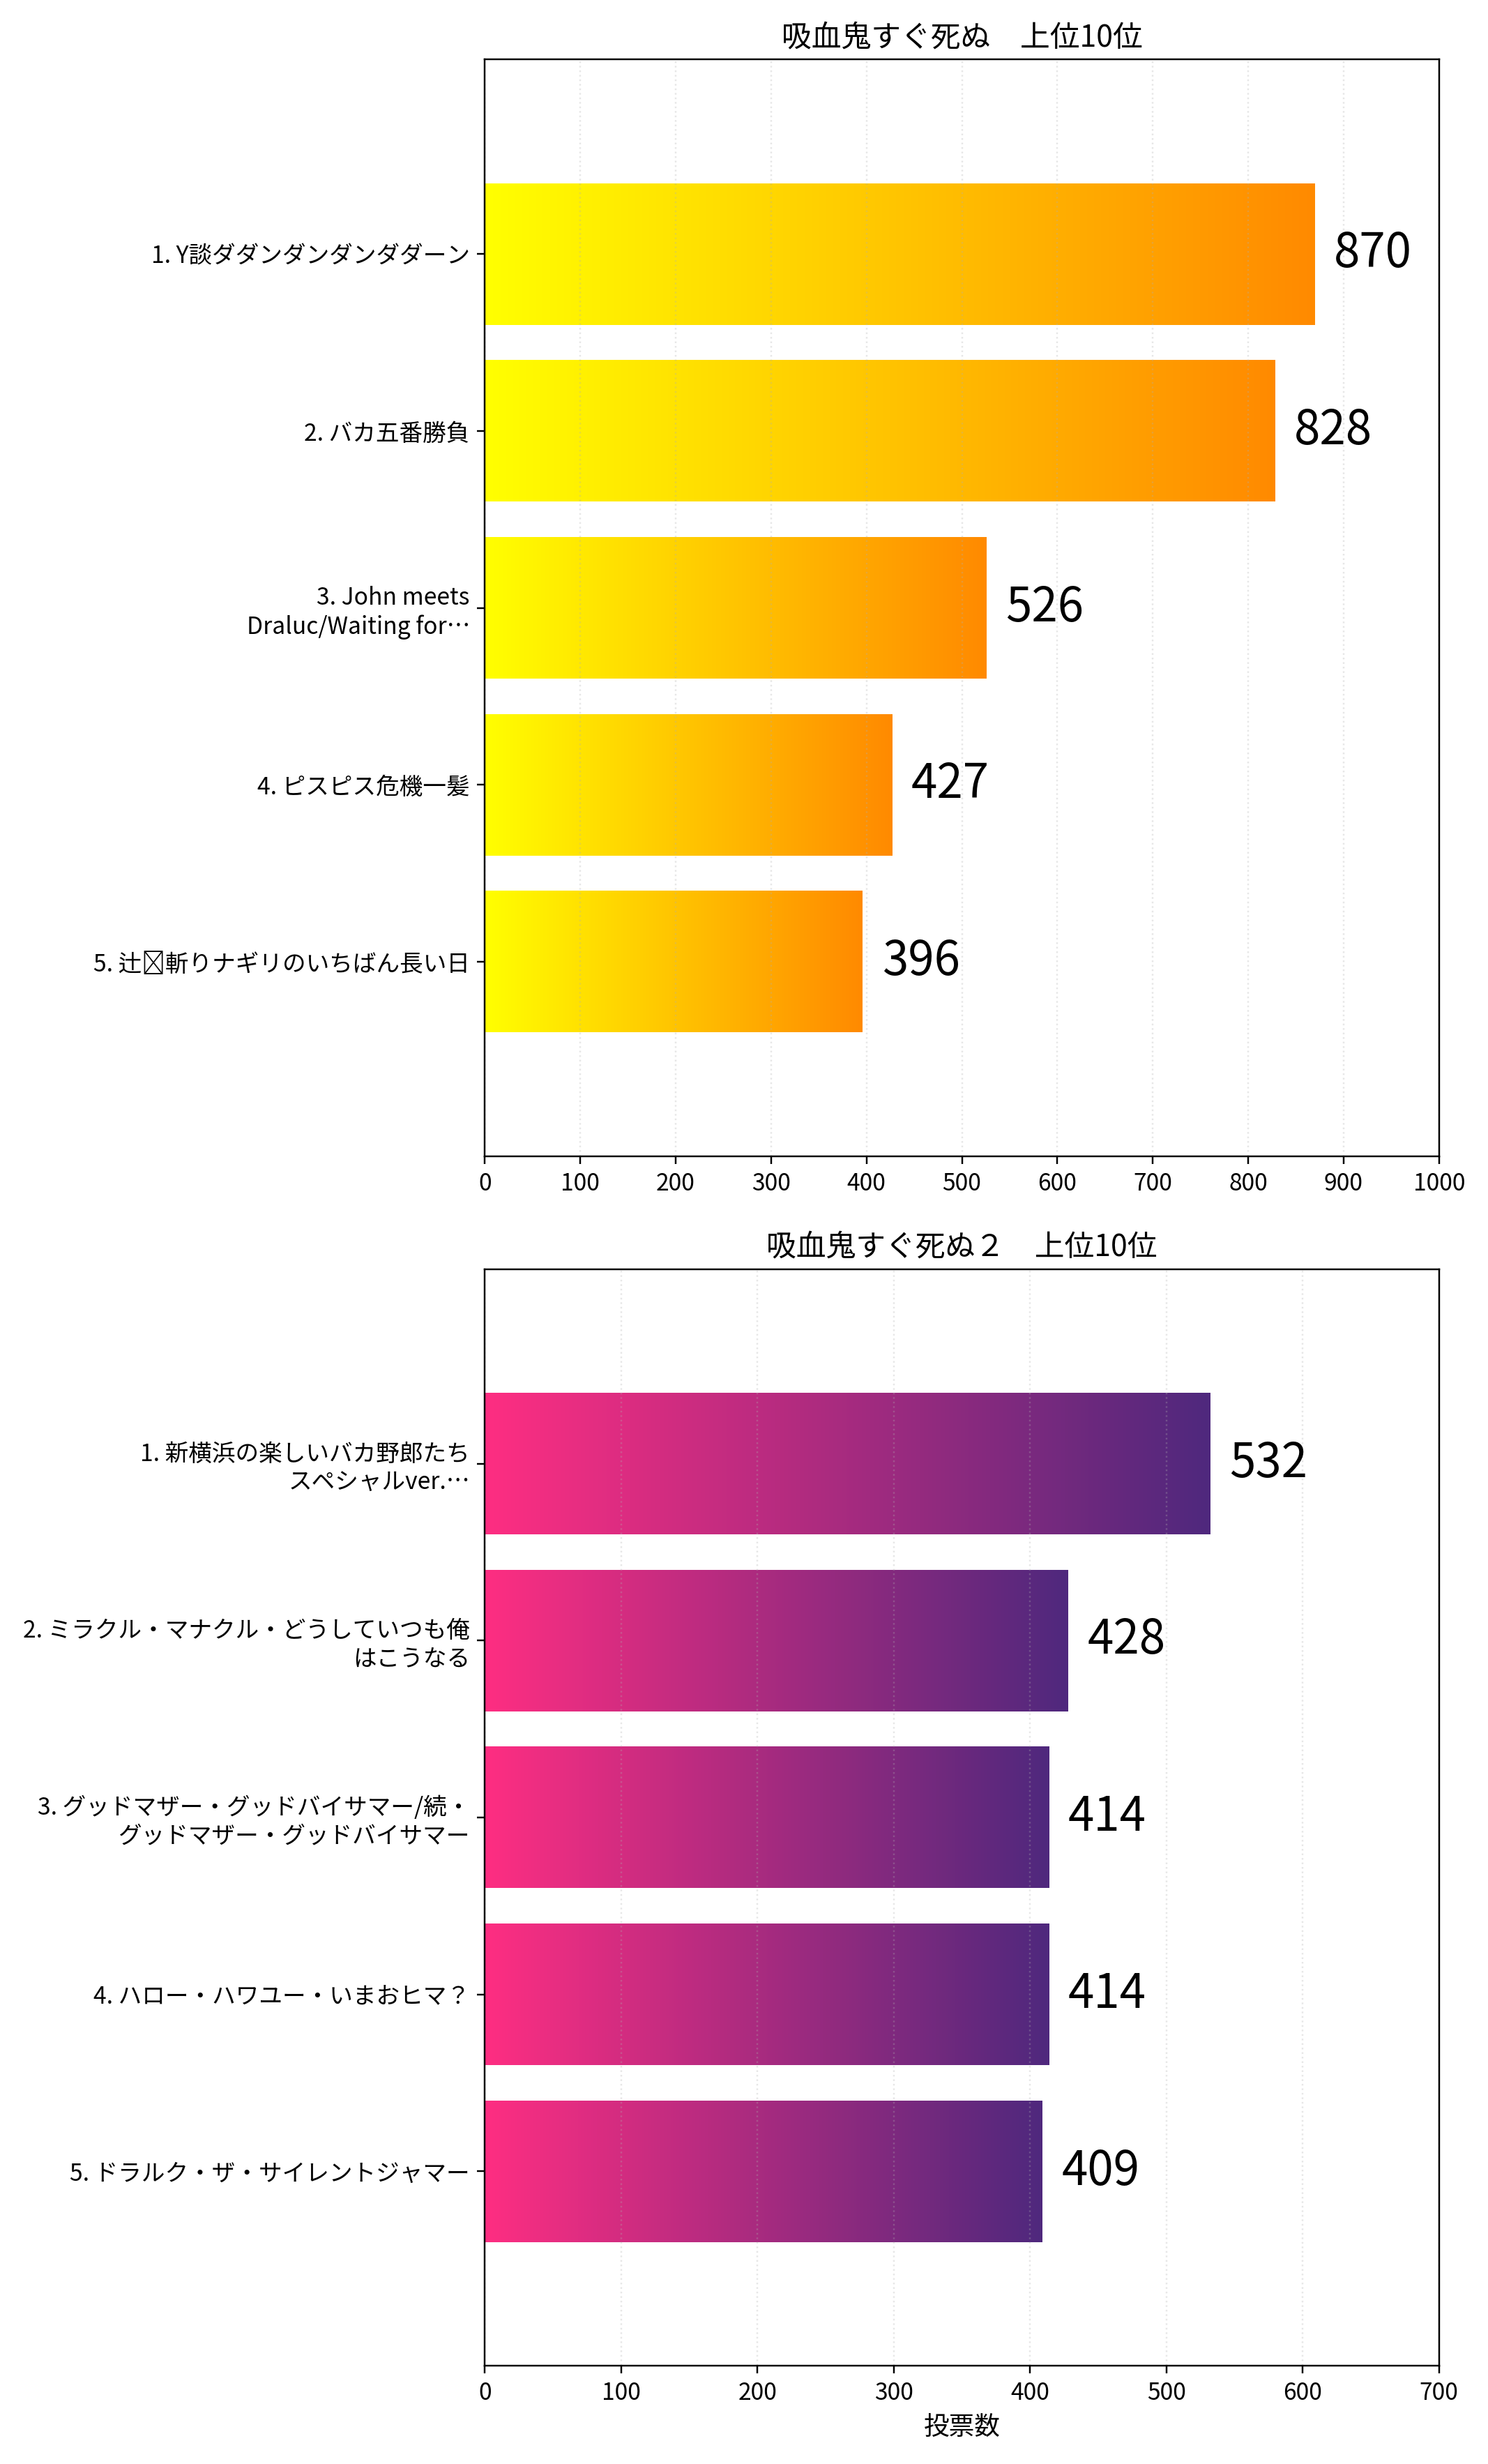 吸血鬼すぐ死ぬ　上位10位
1. Y談ダダンダンダンダダーン
870
2. バカ五番勝負
828
3. John meets
Draluc/Waiting for…
526
4. ピスピス危機一髪
427
5. 辻斬りナギリのいちばん長い日
396
0 100 200 300 400 500 600 700 800 900 1000
吸血鬼すぐ死ぬ２　上位10位
1. 新横浜の楽しいバカ野郎たち
スペシャルver.…
532
2. ミラクル・マナクル・どうしていつも俺
はこうなる
428
3. グッドマザー・グッドバイサマー/続・
グッドマザー・グッドバイサマー
414
4. ハロー・ハワユー・いまおヒマ？
414
5. ドラルク・ザ・サイレントジャマー
409
0 100 200 300 400 500 600 700
投票数